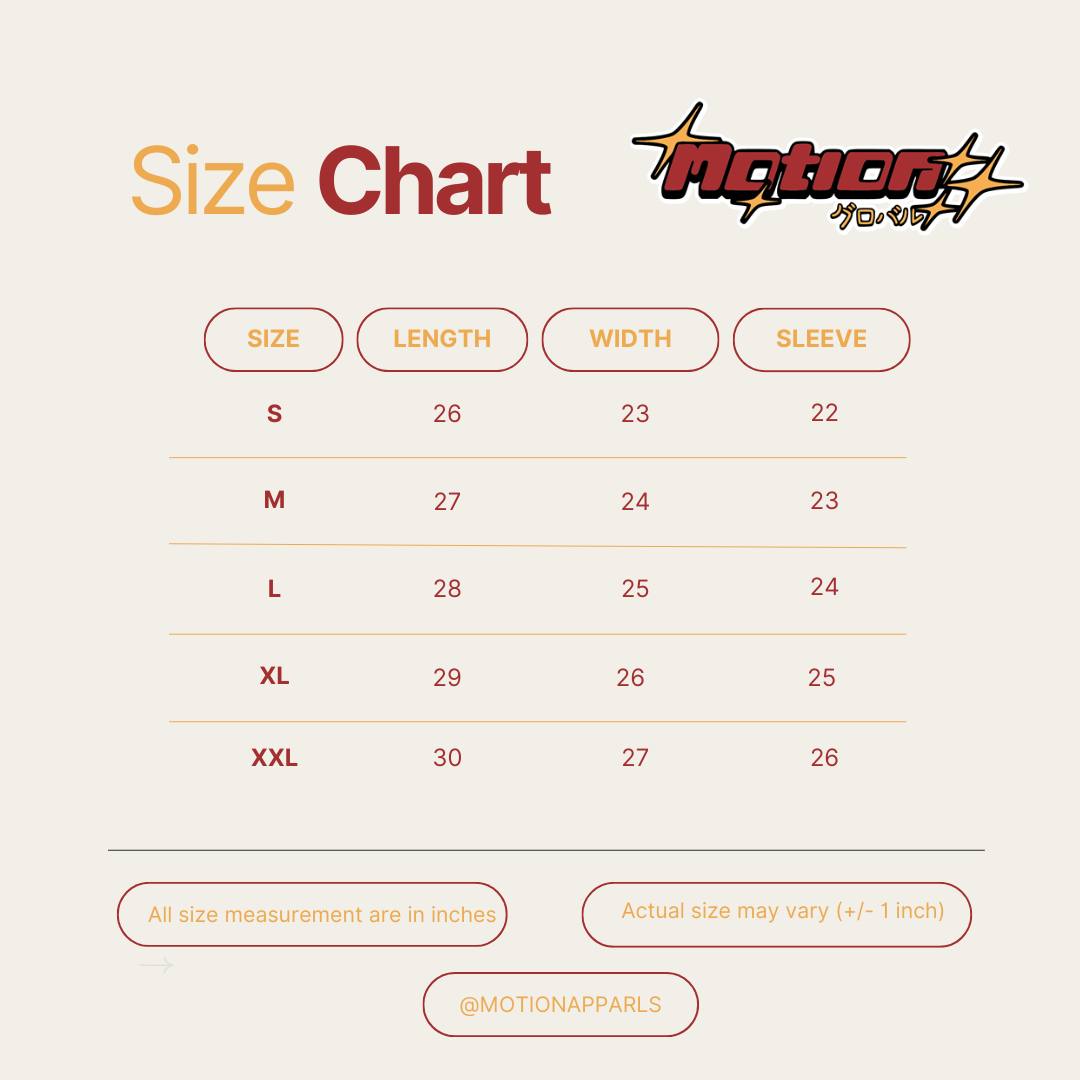 Size Chart
Motion
グローバル
SIZE LENGTH WIDTH SLEEVE
S 26 23 22
M 27 24 23
L 28 25 24
XL 29 26 25
XXL 30 27 26
All size measurement are in inches
Actual size may vary (+/- 1 inch)
@MOTIONAPPARLS